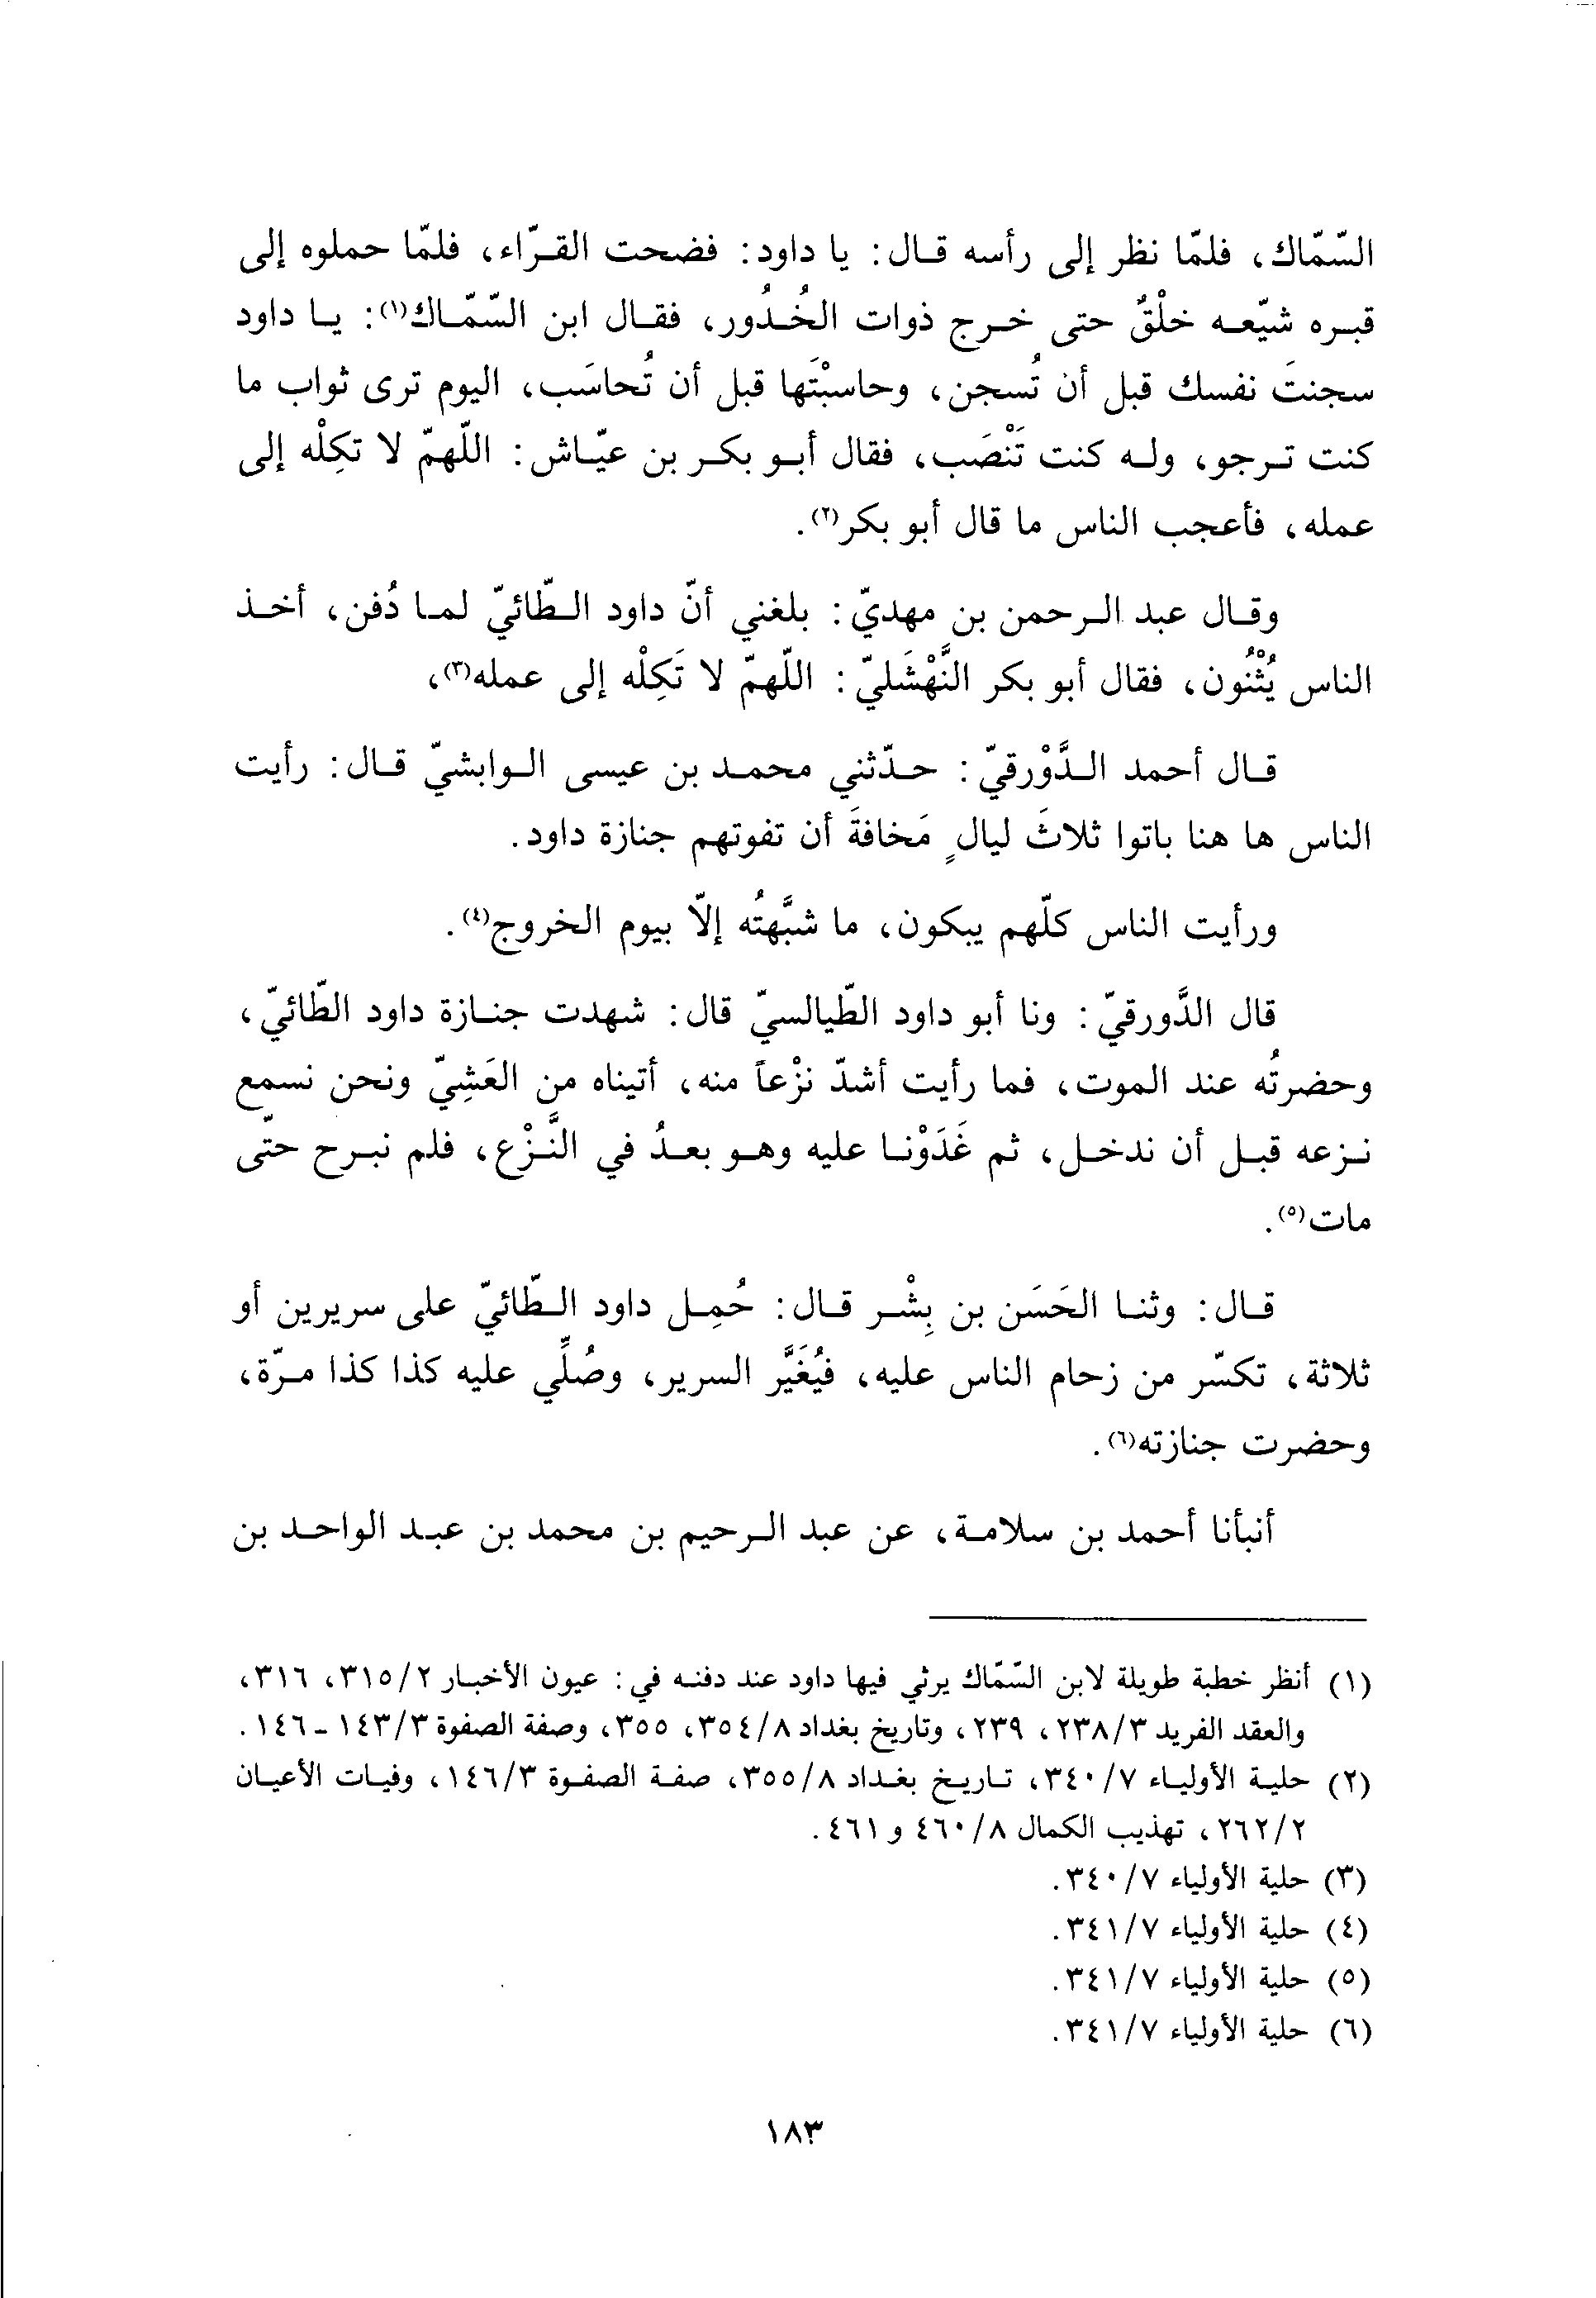 السّمّاك، فلمّا نظر إلى رأسه قال: يا داود: فضحت القرّاء، فلمّا حملوه إلى
قبره شيّعه خلْقٌ حتى خرج ذوات الخُدُور، فقال ابن السّمّاك(١): يا داود
سجنتَ نفسك قبل أن تُسجن، وحاسبْتَها قبل أن تُحاسَب، اليوم ترى ثواب ما
كنت ترجو، وله كنت تَنْصَب، فقال أبو بكر بن عيّاش: اللّهمّ لا تكِلْه إلى
عمله، فأعجب الناس ما قال أبو بكر(٢).
وقال عبد الرحمن بن مهديّ: بلغني أنّ داود الطّائيّ لما دُفن، أخذ
الناس يُثْنُون، فقال أبو بكر النَّهْشَليّ: اللّهمّ لا تَكِلْه إلى عمله(٣)،
قال أحمد الدَّوْرقيّ: حدّثني محمد بن عيسى الوابشيّ قال: رأيت
الناس ها هنا باتوا ثلاثَ ليالٍ مَخافةَ أن تفوتهم جنازة داود.
ورأيت الناس كلّهم يبكون، ما شبَّهتُه إلاّ بيوم الخروج(٤).
قال الدَّورقيّ: ونا أبو داود الطّيالسيّ قال: شهدت جنازة داود الطّائيّ،
وحضرتُه عند الموت، فما رأيت أشدّ نزْعاً منه، أتيناه من العَشِيّ ونحن نسمع
نزعه قبل أن ندخل، ثم غَدَوْنا عليه وهو بعدُ في النَّزْع، فلم نبرح حتّى
مات(٥).
قال: وثنا الحَسَن بن بِشْر قال: حُمِل داود الطّائيّ على سريرين أو
ثلاثة، تكسّر من زحام الناس عليه، فيُغَيَّر السرير، وصُلِّي عليه كذا كذا مرّة،
وحضرت جنازته(٦).
أنبأنا أحمد بن سلامة، عن عبد الرحيم بن محمد بن عبد الواحد بن
(١) أنظر خطبة طويلة لابن السّمّاك يرثي فيها داود عند دفنه في: عيون الأخبار ٣١٥/٢، ٣١٦،
والعقد الفريد ٢٣٨/٣، ٢٣٩، وتاريخ بغداد ٣٥٤/٨، ٣٥٥، وصفة الصفوة ١٤٣/٣ - ١٤٦.
(٢) حلية الأولياء ٣٤٠/٧، تاريخ بغداد ٣٥٥/٨، صفة الصفوة ١٤٦/٣، وفيات الأعيان
٢٦٢/٢، تهذيب الكمال ٤٦٠/٨ و ٤٦١.
(٣) حلية الأولياء ٣٤٠/٧.
(٤) حلية الأولياء ٣٤١/٧.
(٥) حلية الأولياء ٣٤١/٧.
(٦) حلية الأولياء ٣٤١/٧.
١٨٣